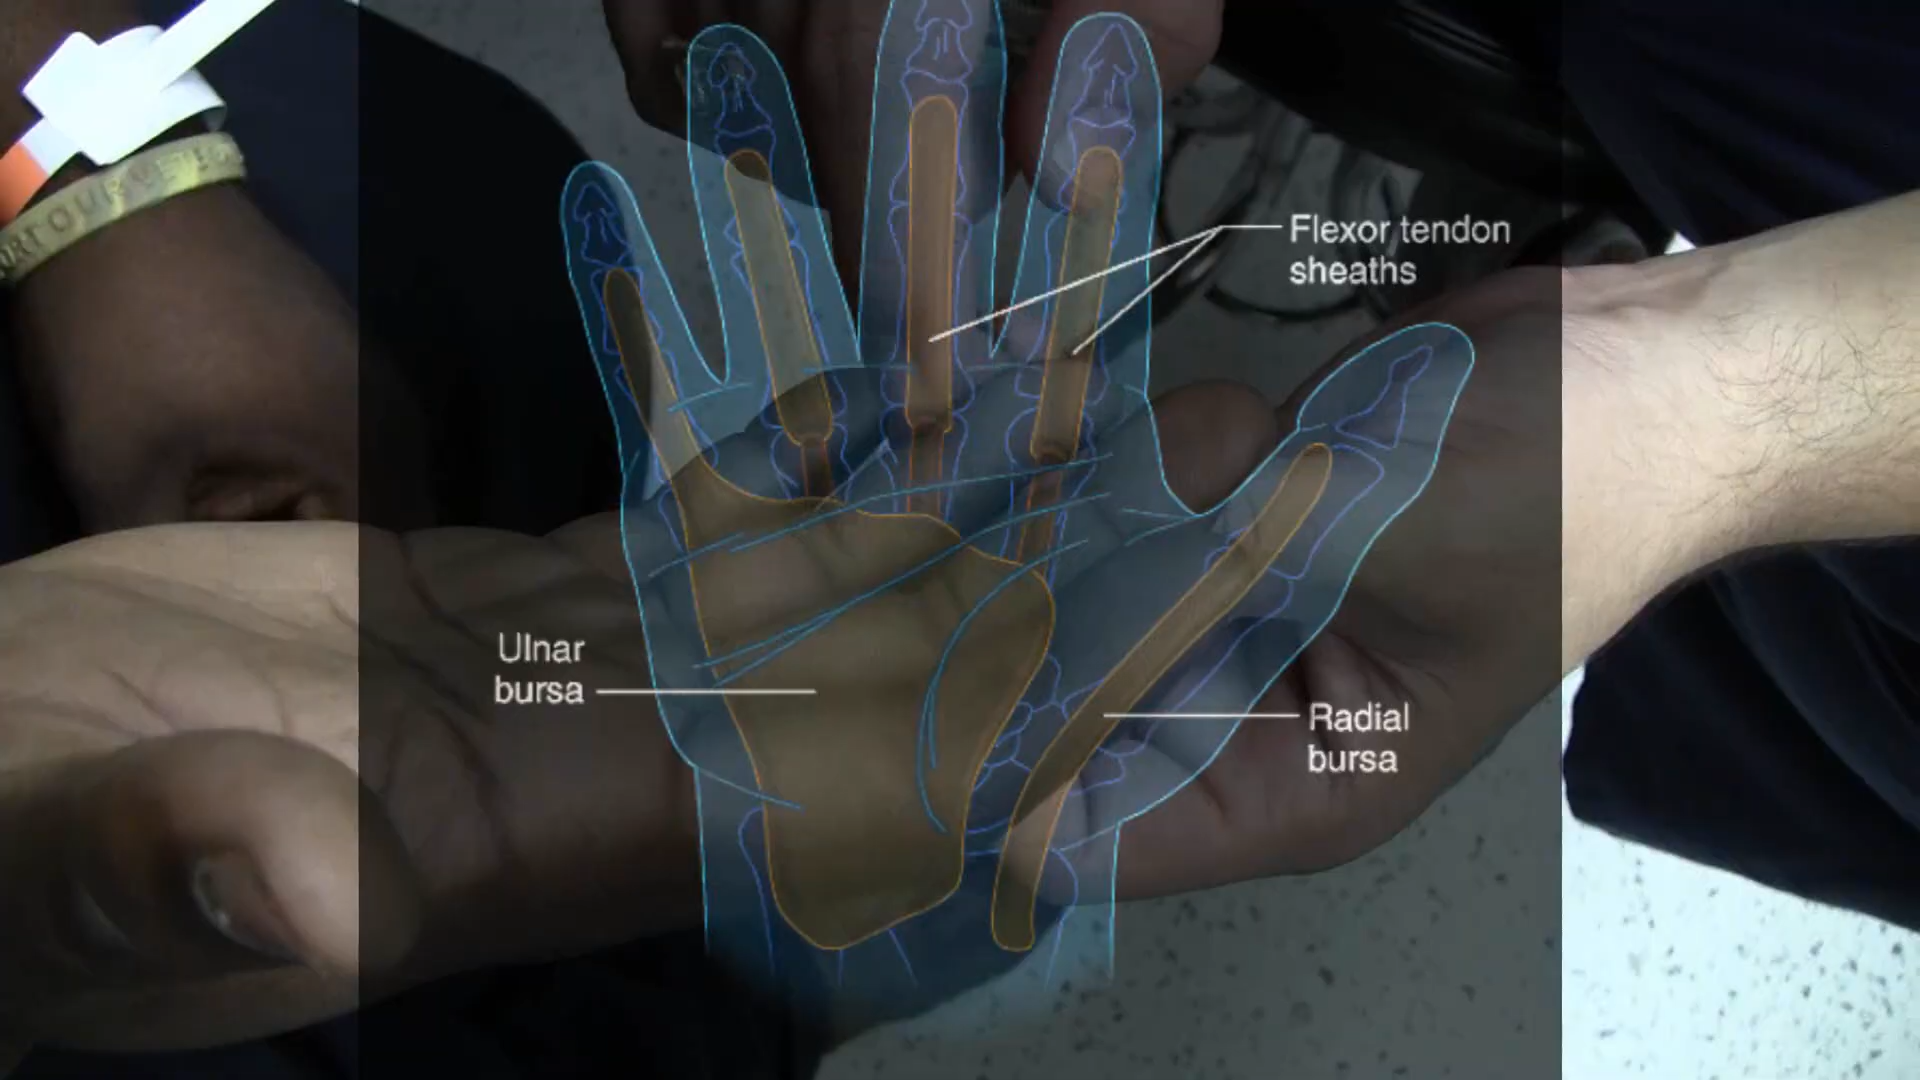 Flexor tendon
sheaths
Ulnar
bursa
Radial
bursa